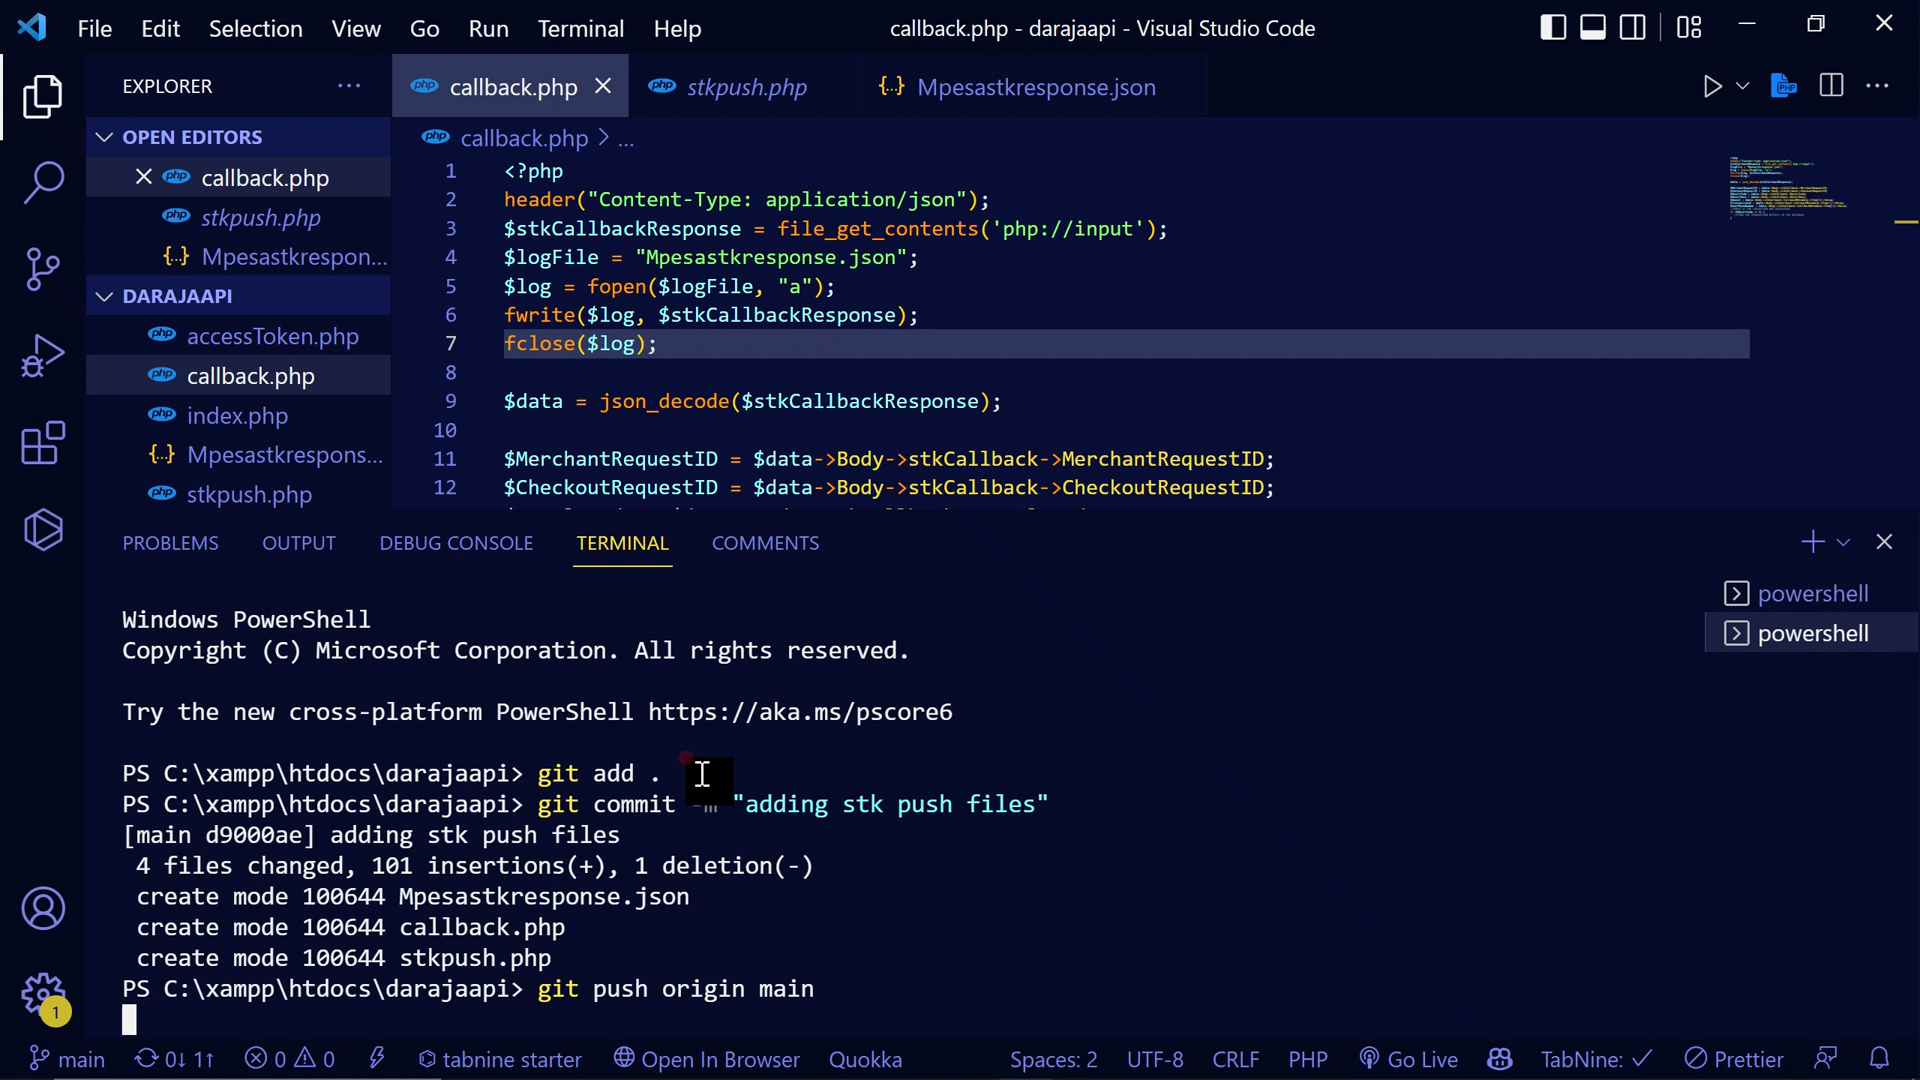 File Edit Selection View Go Run Terminal Help
callback.php - darajaapi - Visual Studio Code
EXPLORER
callback.php
stkpush.php
Mpesastkresponse.json
OPEN EDITORS
callback.php
stkpush.php
Mpesastkrespon...
DARAJAAPI
accessToken.php
callback.php
index.php
Mpesastkrespons...
stkpush.php
callback.php > ...
1 <?php
2 header("Content-Type: application/json");
3 $stkCallbackResponse = file_get_contents('php://input');
4 $logFile = "Mpesastkresponse.json";
5 $log = fopen($logFile, "a");
6 fwrite($log, $stkCallbackResponse);
7 fclose($log);
8
9 $data = json_decode($stkCallbackResponse);
10
11 $MerchantRequestID = $data->Body->stkCallback->MerchantRequestID;
12 $CheckoutRequestID = $data->Body->stkCallback->CheckoutRequestID;
PROBLEMS OUTPUT DEBUG CONSOLE TERMINAL COMMENTS
powershell
powershell
Windows PowerShell
Copyright (C) Microsoft Corporation. All rights reserved.
Try the new cross-platform PowerShell https://aka.ms/pscore6
PS C:\xampp\htdocs\darajaapi> git add .
PS C:\xampp\htdocs\darajaapi> git commit -m "adding stk push files"
[main d9000ae] adding stk push files
4 files changed, 101 insertions(+), 1 deletion(-)
create mode 100644 Mpesastkresponse.json
create mode 100644 callback.php
create mode 100644 stkpush.php
PS C:\xampp\htdocs\darajaapi> git push origin main
1
main 0↓ 1↑ 0 0 tabnine starter Open In Browser Quokka Spaces: 2 UTF-8 CRLF PHP Go Live TabNine: ✓ Prettier